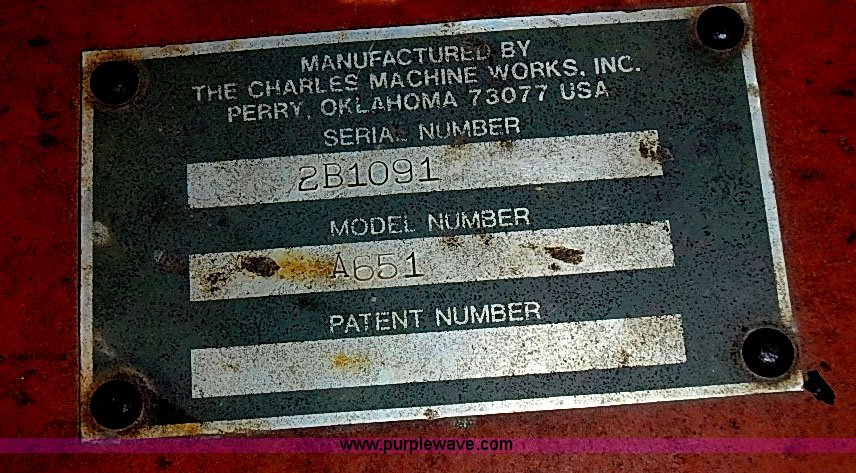 MANUFACTURED BY
THE CHARLES MACHINE WORKS, INC.
PERRY, OKLAHOMA 73077 USA
SERIAL NUMBER
2B1091
MODEL NUMBER
A651
PATENT NUMBER
www.purplewave.com